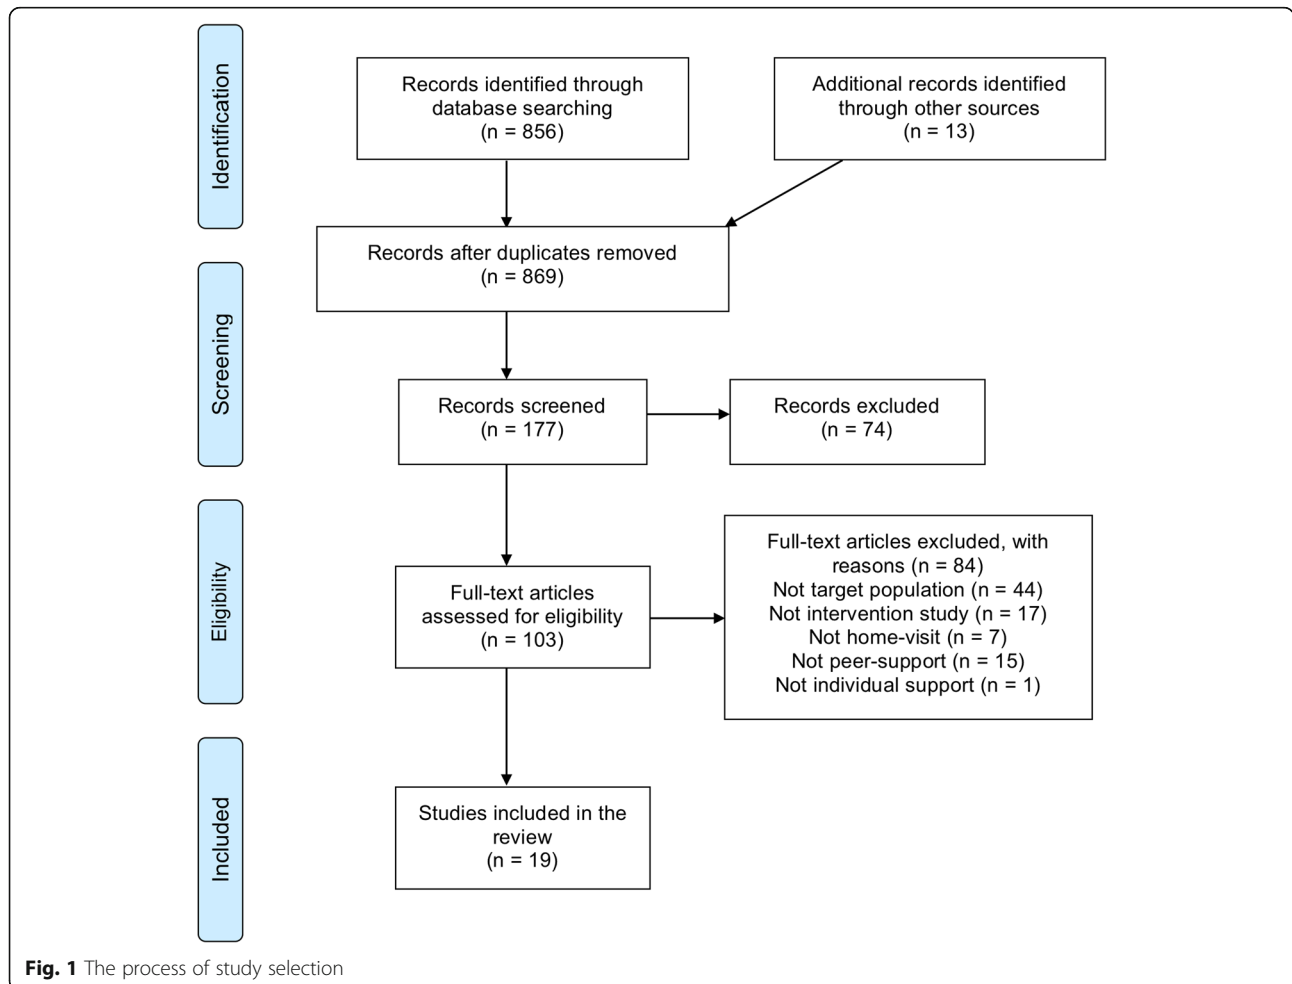 Identification
Records identified through
database searching
(n = 856)
Additional records identified
through other sources
(n = 13)
Records after duplicates removed
(n = 869)
Screening
Records screened
(n = 177)
Records excluded
(n = 74)
Eligibility
Full-text articles
assessed for eligibility
(n = 103)
Full-text articles excluded, with
reasons (n = 84)
Not target population (n = 44)
Not intervention study (n = 17)
Not home-visit (n = 7)
Not peer-support (n = 15)
Not individual support (n = 1)
Included
Studies included in the
review
(n = 19)
Fig. 1 The process of study selection